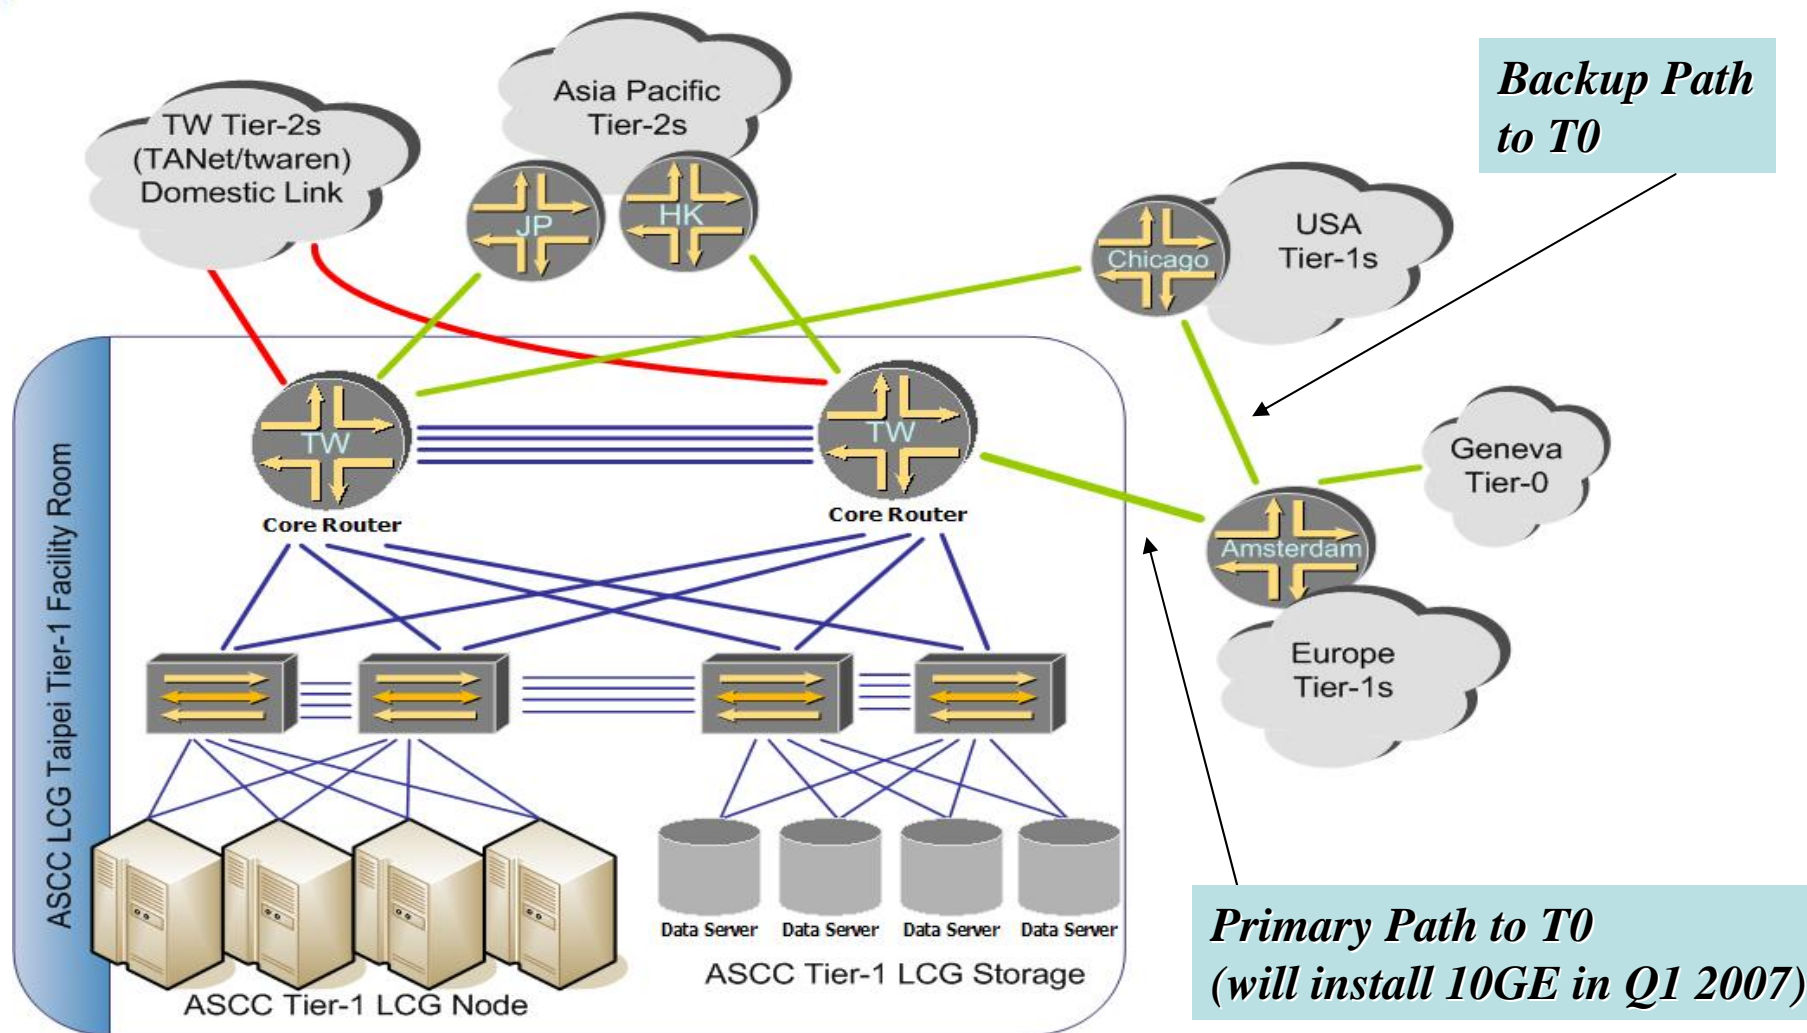 Asia Pacific
Tier-2s
TW Tier-2s
(TANet/twaren)
Domestic Link
Backup Path
to T0
JP
HK
USA
Tier-1s
Chicago
TW
Core Router
TW
Core Router
Geneva
Tier-0
Amsterdam
Europe
Tier-1s
ASCC LCG Taipei Tier-1 Facility Room
Data Server
Data Server
Data Server
Data Server
ASCC Tier-1 LCG Storage
ASCC Tier-1 LCG Node
Primary Path to T0
(will install 10GE in Q1 2007)